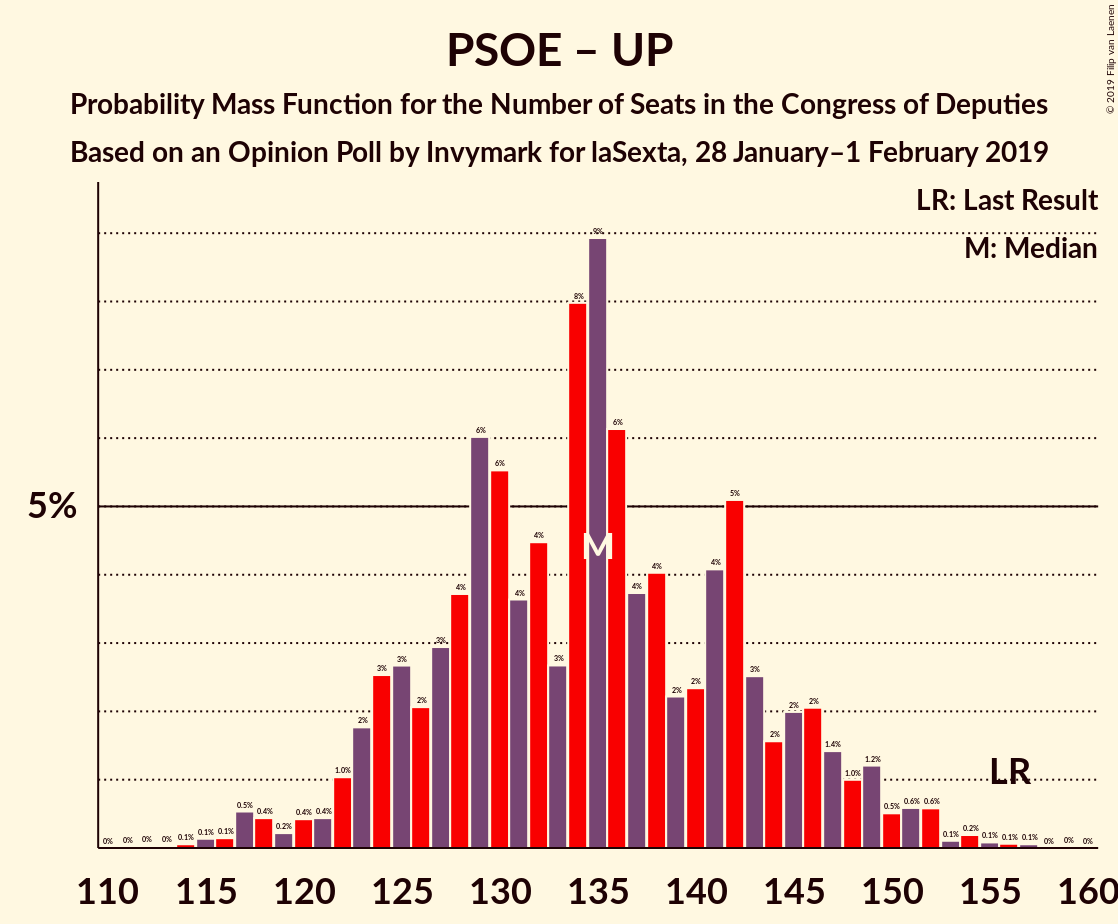 PSOE – UP
Probability Mass Function for the Number of Seats in the Congress of Deputies
Based on an Opinion Poll by Invymark for laSexta, 28 January–1 February 2019
© 2019 Filip van Laenen
LR: Last Result
M: Median
5%
0% 0% 0% 0% 0.1% 0.1% 0.1% 0.5% 0.4% 0.2% 0.4% 0.4% 1.0% 2% 3% 3% 2% 3% 4% 6% 6% 4% 4% 3% 8% 9% 6% 4% 4% 2% 2% 4% 5% 3% 2% 2% 2% 1.4% 1.0% 1.2% 0.5% 0.6% 0.6% 0.1% 0.2% 0.1% 0.1% 0.1% 0% 0% 0%
M
LR
110 115 120 125 130 135 140 145 150 155 160